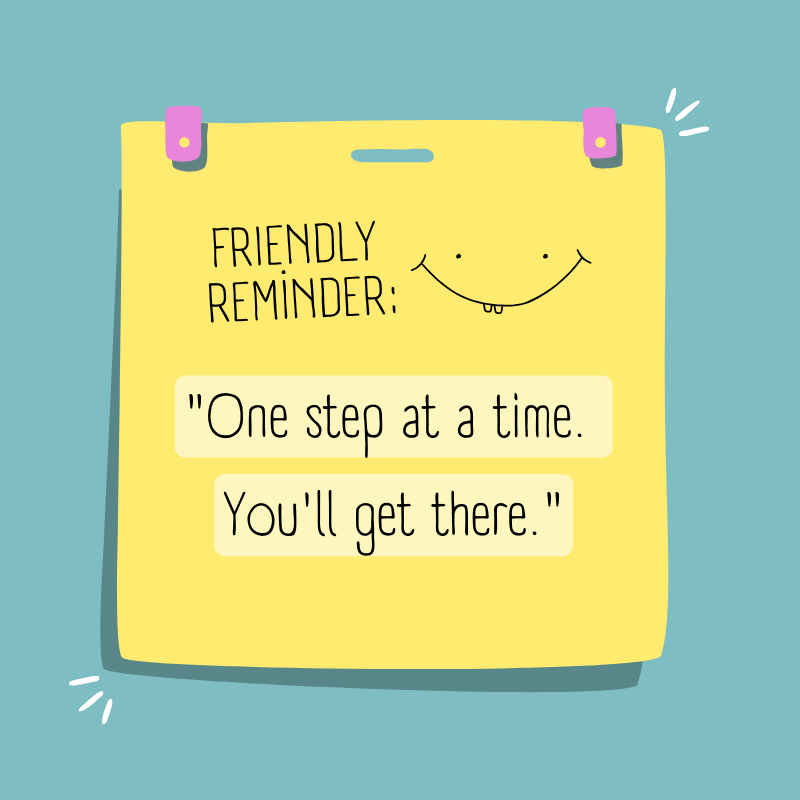 FRIENDLY
REMINDER:
"One step at a time.
You'll get there."